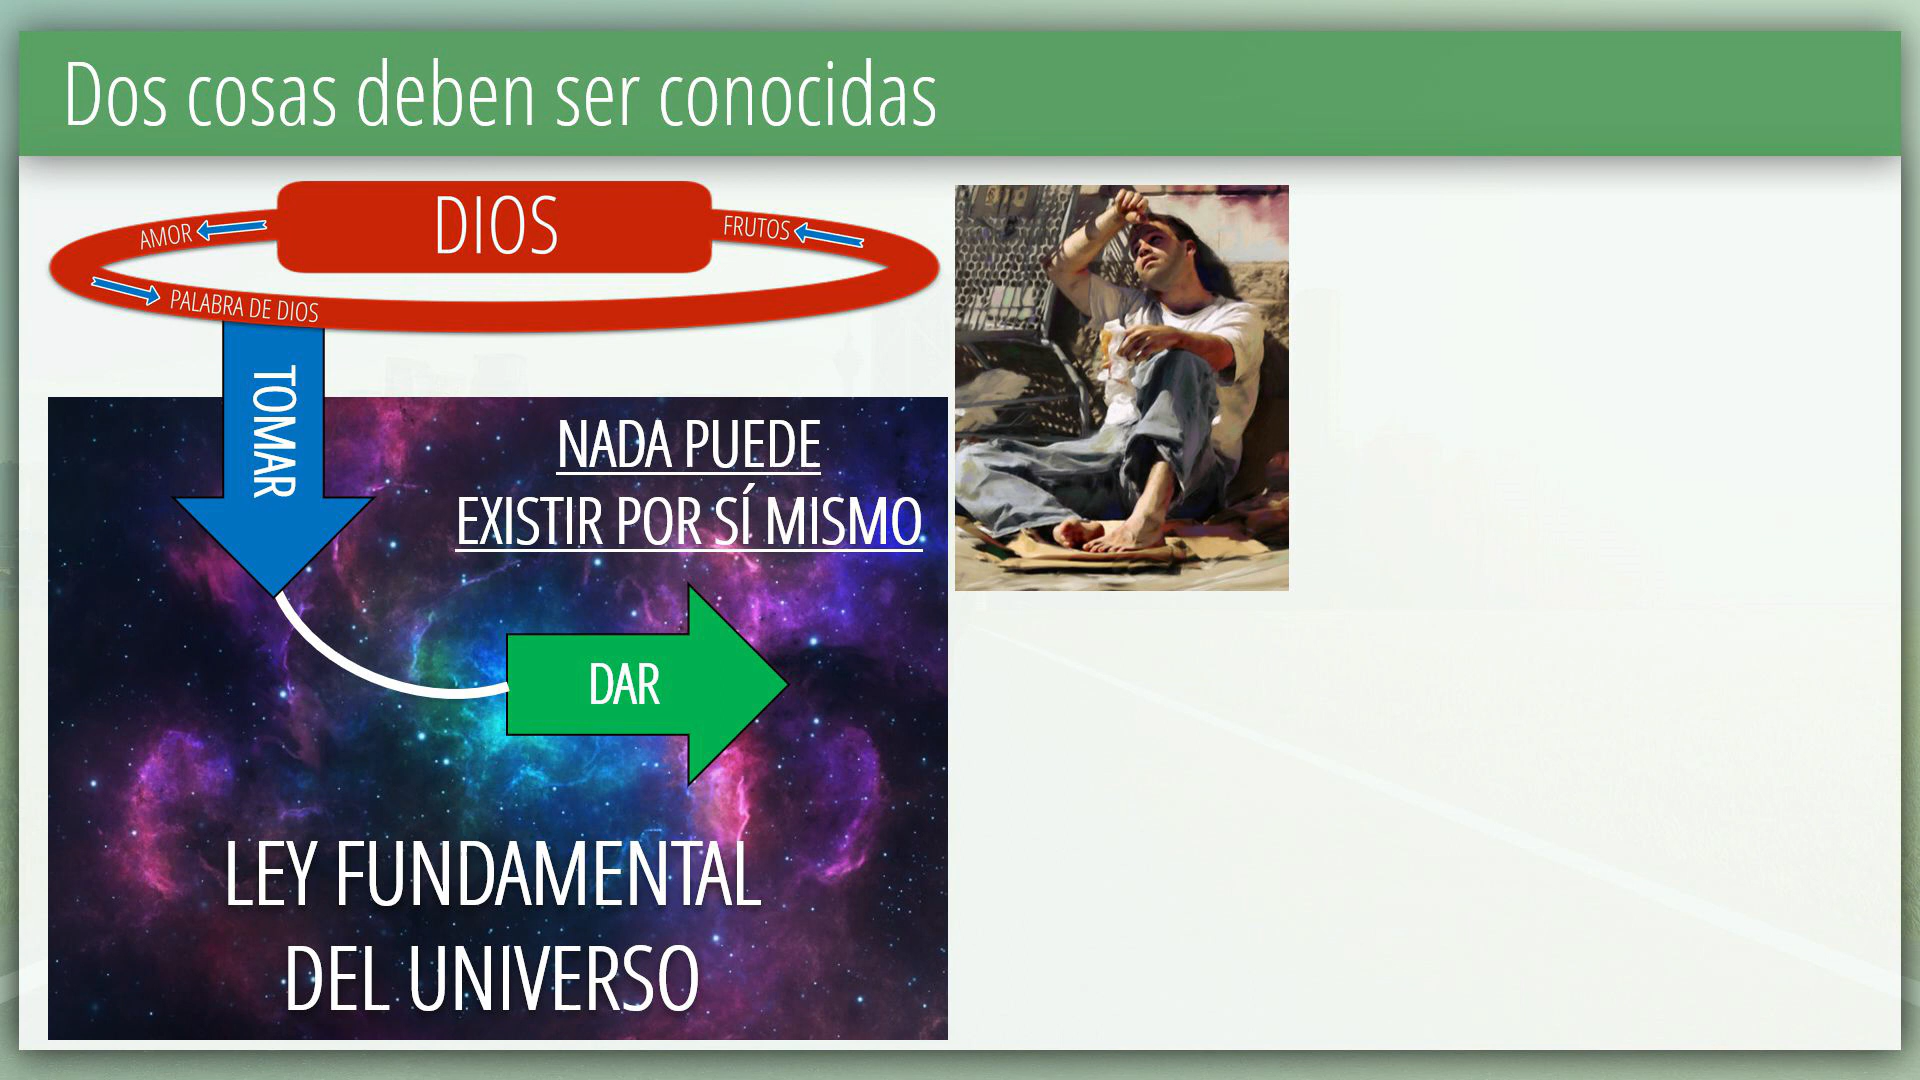 Dos cosas deben ser conocidas
DIOS
AMOR
FRUTOS
PALABRA DE DIOS
TOMAR
NADA PUEDE
EXISTIR POR SÍ MISMO
DAR
LEY FUNDAMENTAL
DEL UNIVERSO